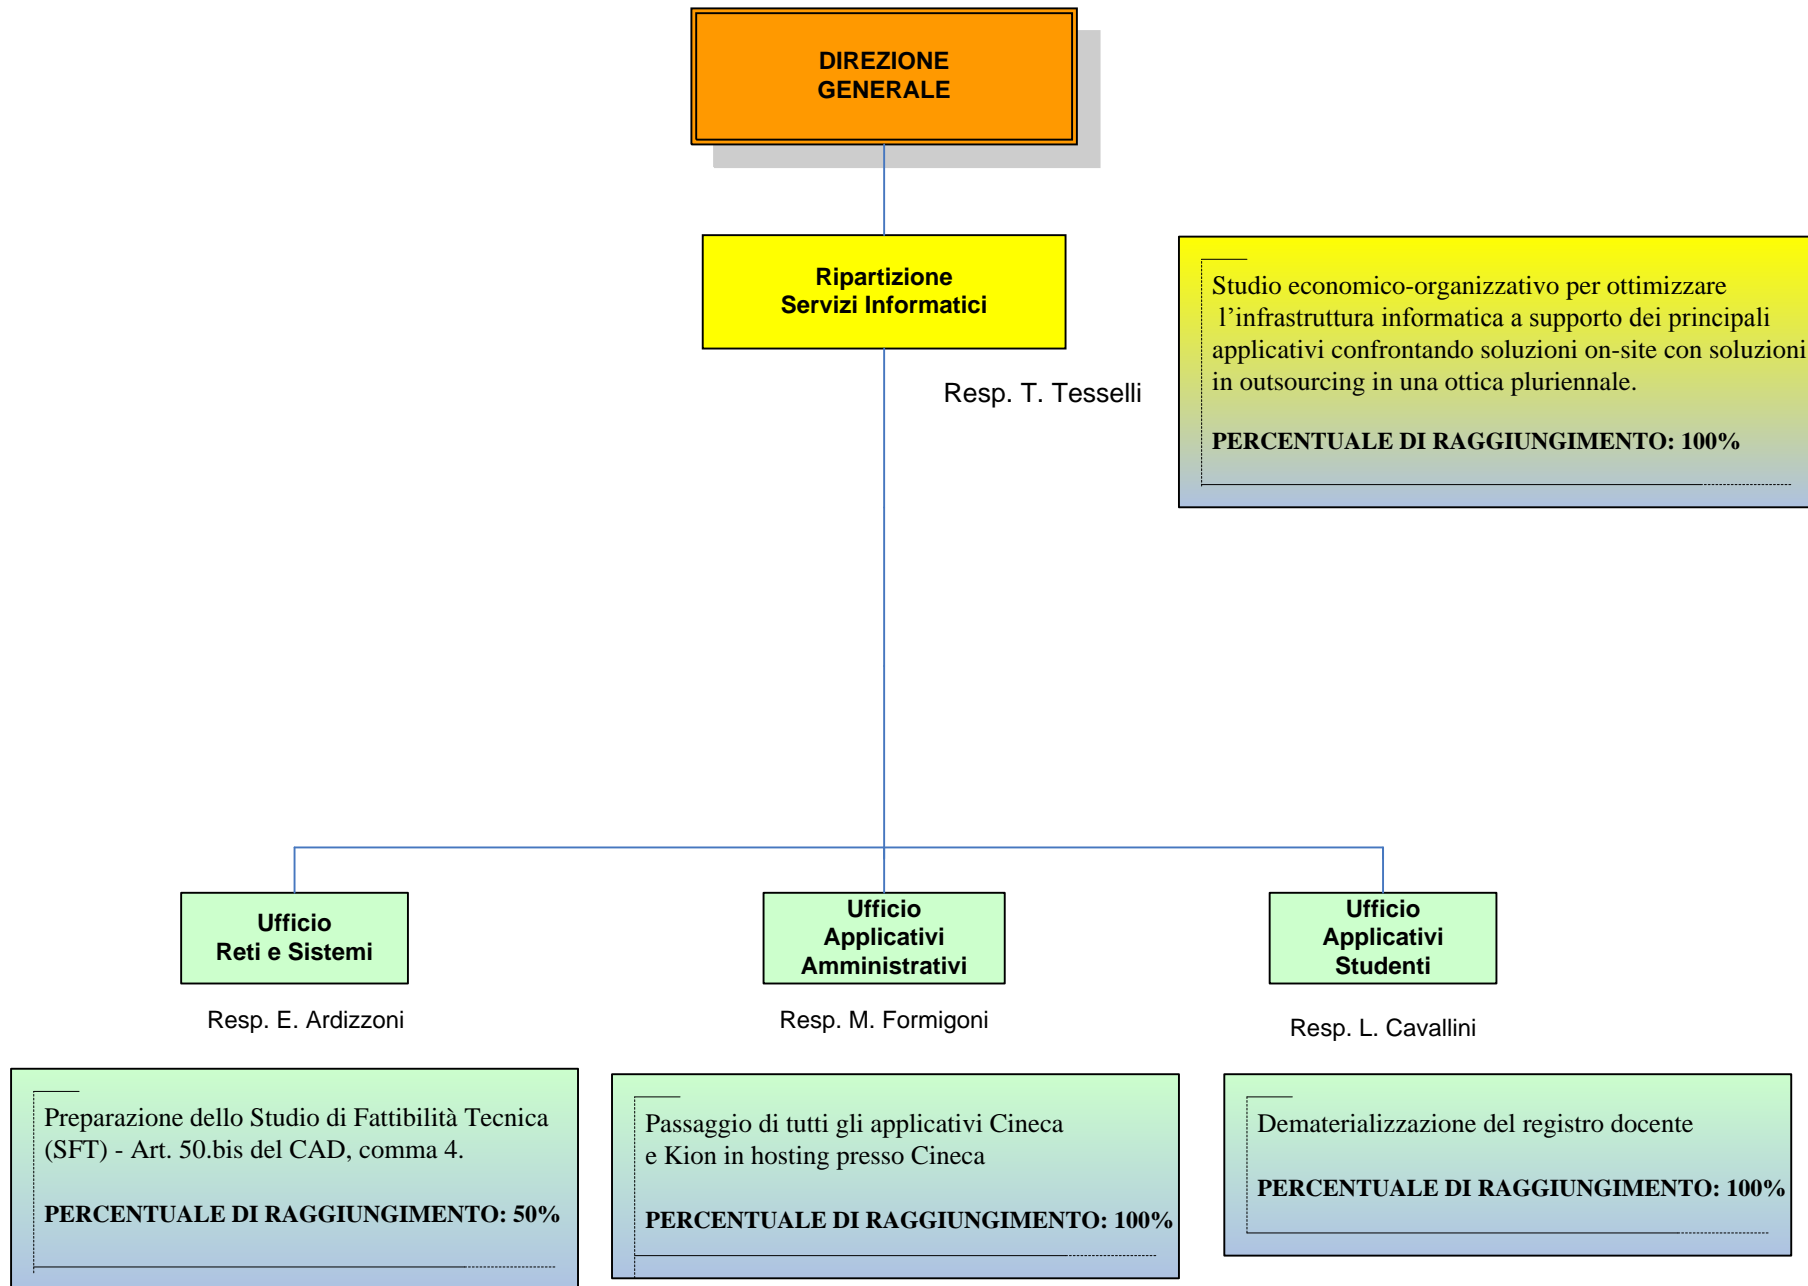 DIREZIONE
GENERALE
Ripartizione
Servizi Informatici
Resp. T. Tesselli
Studio economico-organizzativo per ottimizzare
l’infrastruttura informatica a supporto dei principali
applicativi confrontando soluzioni on-site con soluzioni
in outsourcing in una ottica pluriennale.
PERCENTUALE DI RAGGIUNGIMENTO: 100%
Ufficio
Reti e Sistemi
Resp. E. Ardizzoni
Preparazione dello Studio di Fattibilità Tecnica
(SFT) - Art. 50.bis del CAD, comma 4.
PERCENTUALE DI RAGGIUNGIMENTO: 50%
Ufficio
Applicativi
Amministrativi
Resp. M. Formigoni
Passaggio di tutti gli applicativi Cineca
e Kion in hosting presso Cineca
PERCENTUALE DI RAGGIUNGIMENTO: 100%
Ufficio
Applicativi
Studenti
Resp. L. Cavallini
Dematerializzazione del registro docente
PERCENTUALE DI RAGGIUNGIMENTO: 100%